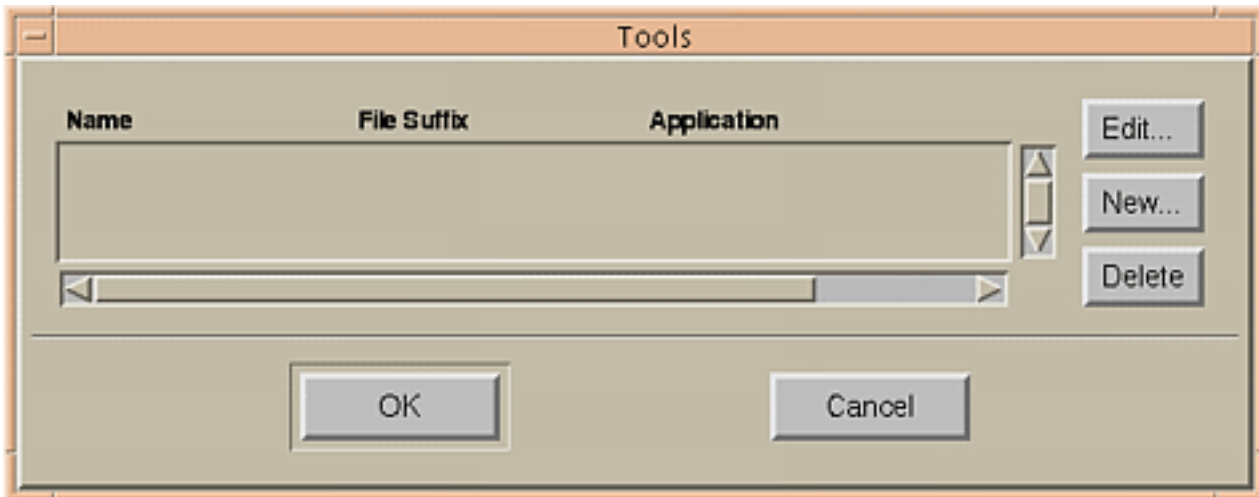 Tools
Name File Suffix Application
Edit...
New...
Delete
OK Cancel